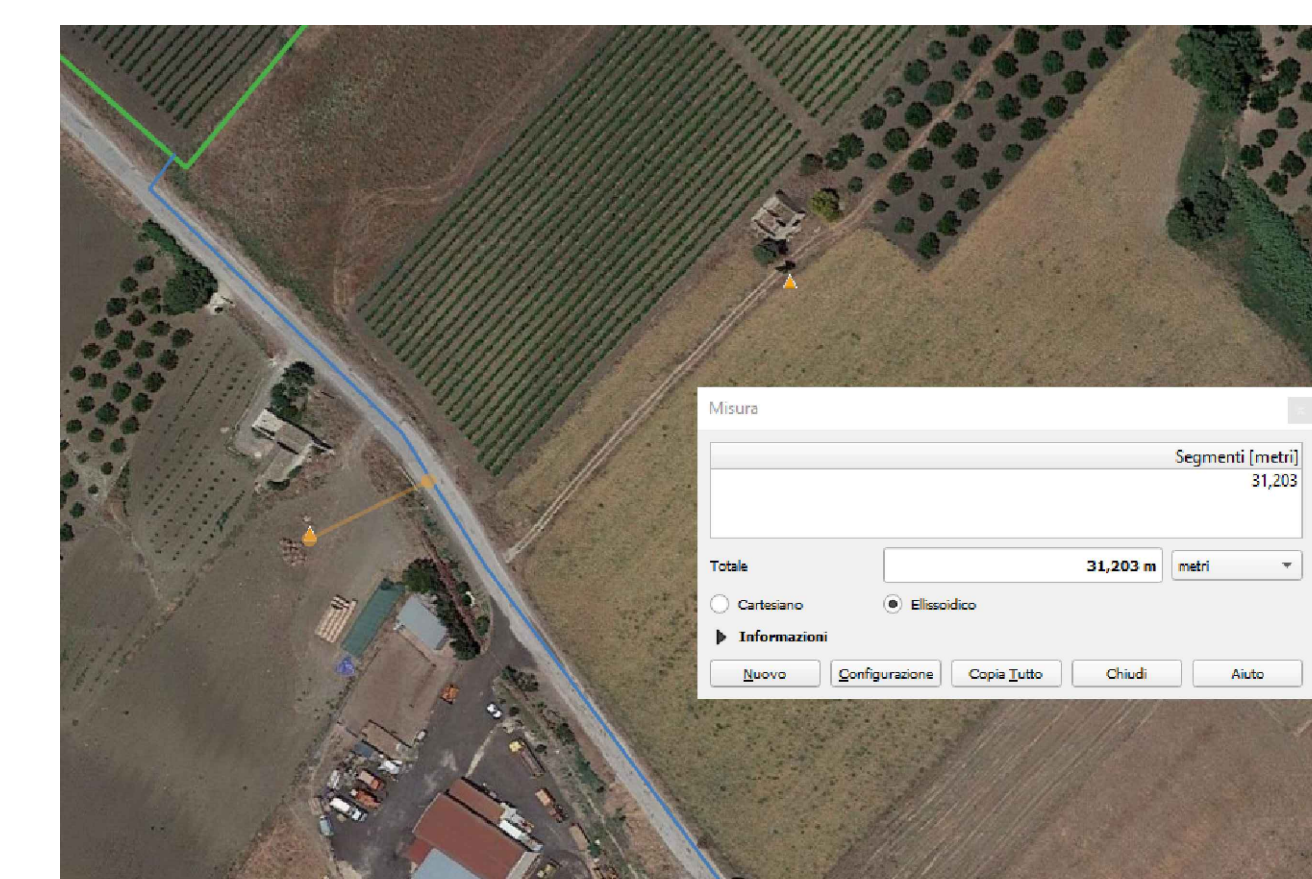 Misura
Segmenti [metri]
31,203
Totale
31,203 m
metri
Cartesiano
Ellissoidico
Informazioni
Nuovo
Configurazione
Copia Tutto
Chiudi
Aiuto